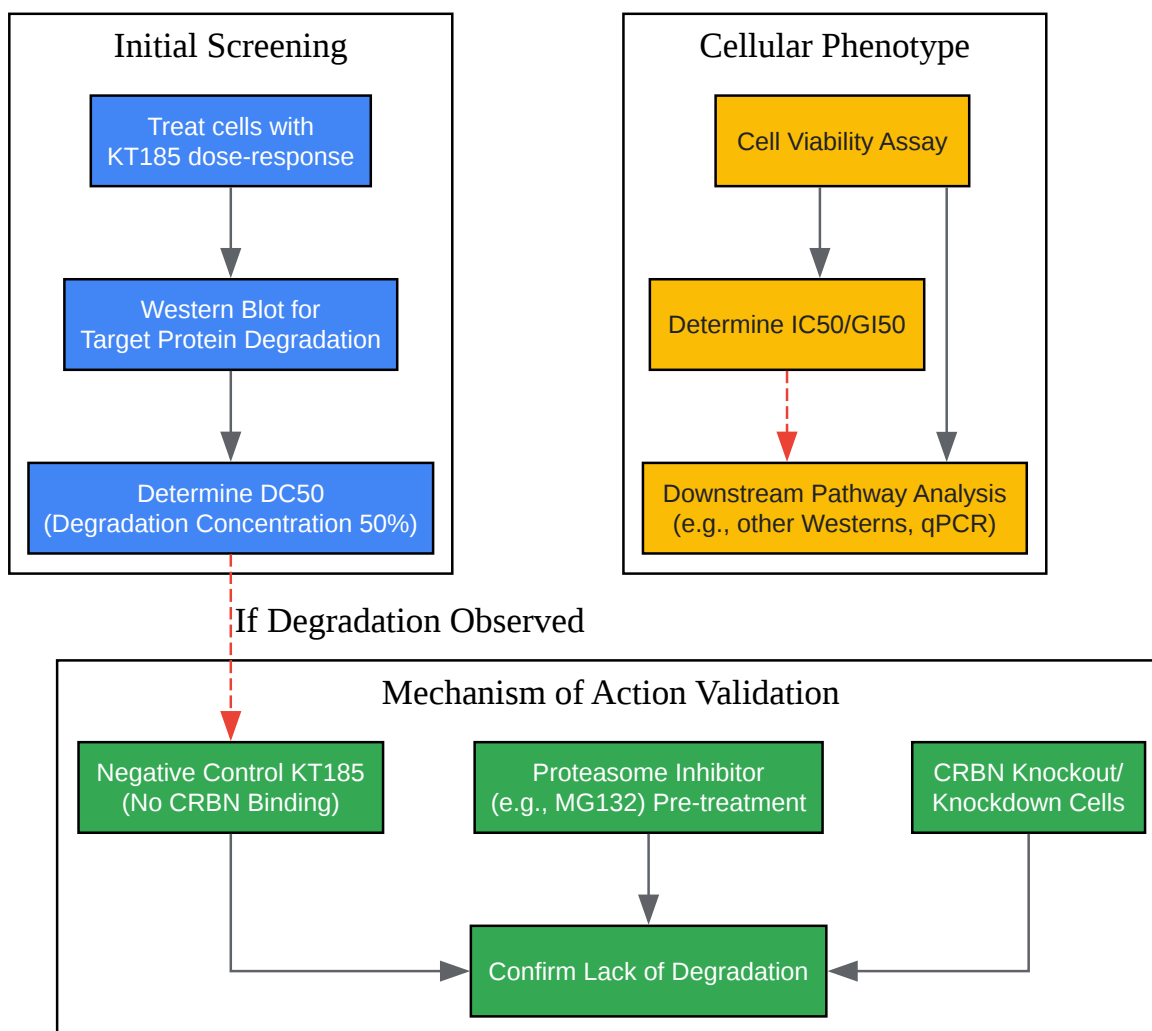 Initial Screening
Treat cells with
KT185 dose-response
Western Blot for
Target Protein Degradation
Determine DC50
(Degradation Concentration 50%)
Cellular Phenotype
Cell Viability Assay
Determine IC50/GI50
Downstream Pathway Analysis
(e.g., other Westerns, qPCR)
If Degradation Observed
Mechanism of Action Validation
Negative Control KT185
(No CRBN Binding)
Proteasome Inhibitor
(e.g., MG132) Pre-treatment
CRBN Knockout/
Knockdown Cells
Confirm Lack of Degradation